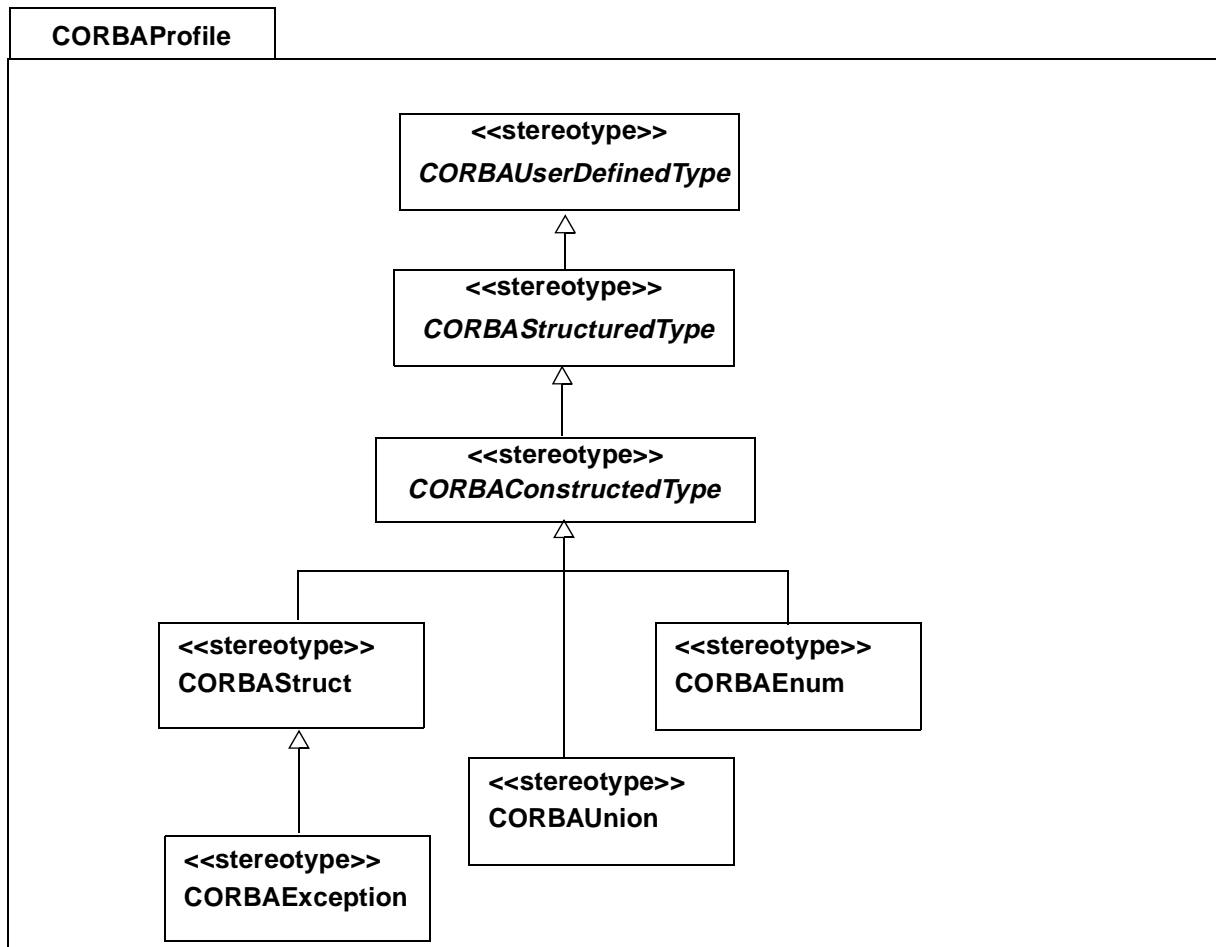 CORBAProfile
<<stereotype>>
CORBAUserDefinedType
<<stereotype>>
CORBAStructuredType
<<stereotype>>
CORBAConstructedType
<<stereotype>>
CORBAStruct
<<stereotype>>
CORBAEnum
<<stereotype>>
CORBAUnion
<<stereotype>>
CORBAException